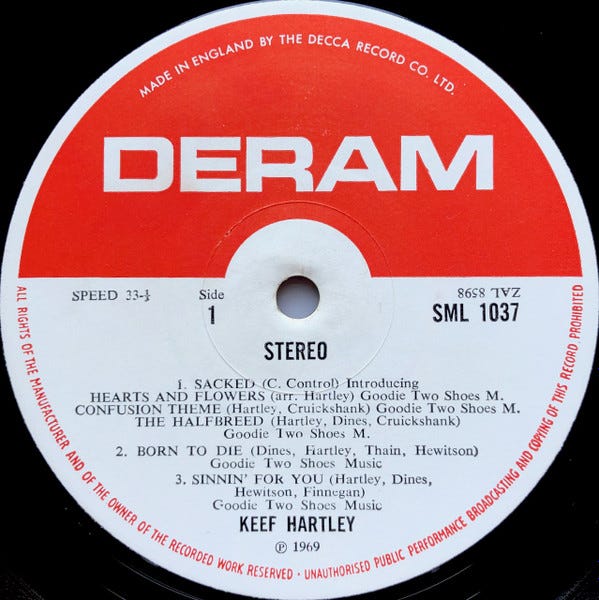 MADE IN ENGLAND BY THE DECCA RECORD CO. LTD.
DERAM
SPEED 33-⅓
Side
1
ZAL 8598
SML 1037
STEREO
1. SACKED (C. Control) Introducing
HEARTS AND FLOWERS (arr. Hartley) Goodie Two Shoes M.
CONFUSION THEME (Hartley, Cruickshank) Goodie Two Shoes M.
THE HALFBREED (Hartley, Dines, Cruickshank)
Goodie Two Shoes M.
2. BORN TO DIE (Dines, Hartley, Thain, Hewitson)
Goodie Two Shoes Music
3. SINNIN' FOR YOU (Hartley, Dines,
Hewitson, Finnegan)
Goodie Two Shoes Music
KEEF HARTLEY
℗ 1969
ALL RIGHTS OF THE MANUFACTURER AND OF THE OWNER OF THE RECORDED WORK RESERVED · UNAUTHORISED PUBLIC PERFORMANCE BROADCASTING AND COPYING OF THIS RECORD PROHIBITED